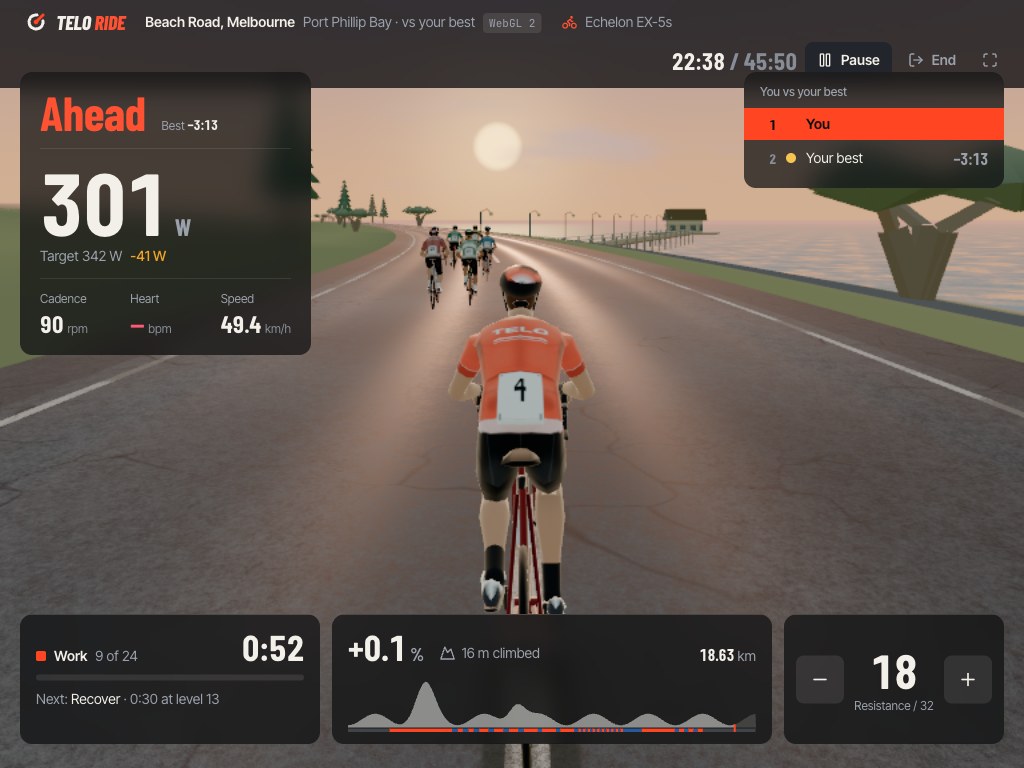 TELO RIDE Beach Road, Melbourne Port Phillip Bay · vs your best WebGL 2 Echelon EX-5s
22:38 / 45:50 Pause End
Ahead Best −3:13
301 W
Target 342 W -41 W
Cadence Heart Speed
90 rpm – bpm 49.4 km/h
You vs your best
1 You
2 Your best −3:13
TELO
4
Work 9 of 24 0:52
Next: Recover · 0:30 at level 13
+0.1 % 16 m climbed 18.63 km
− 18 +
Resistance / 32